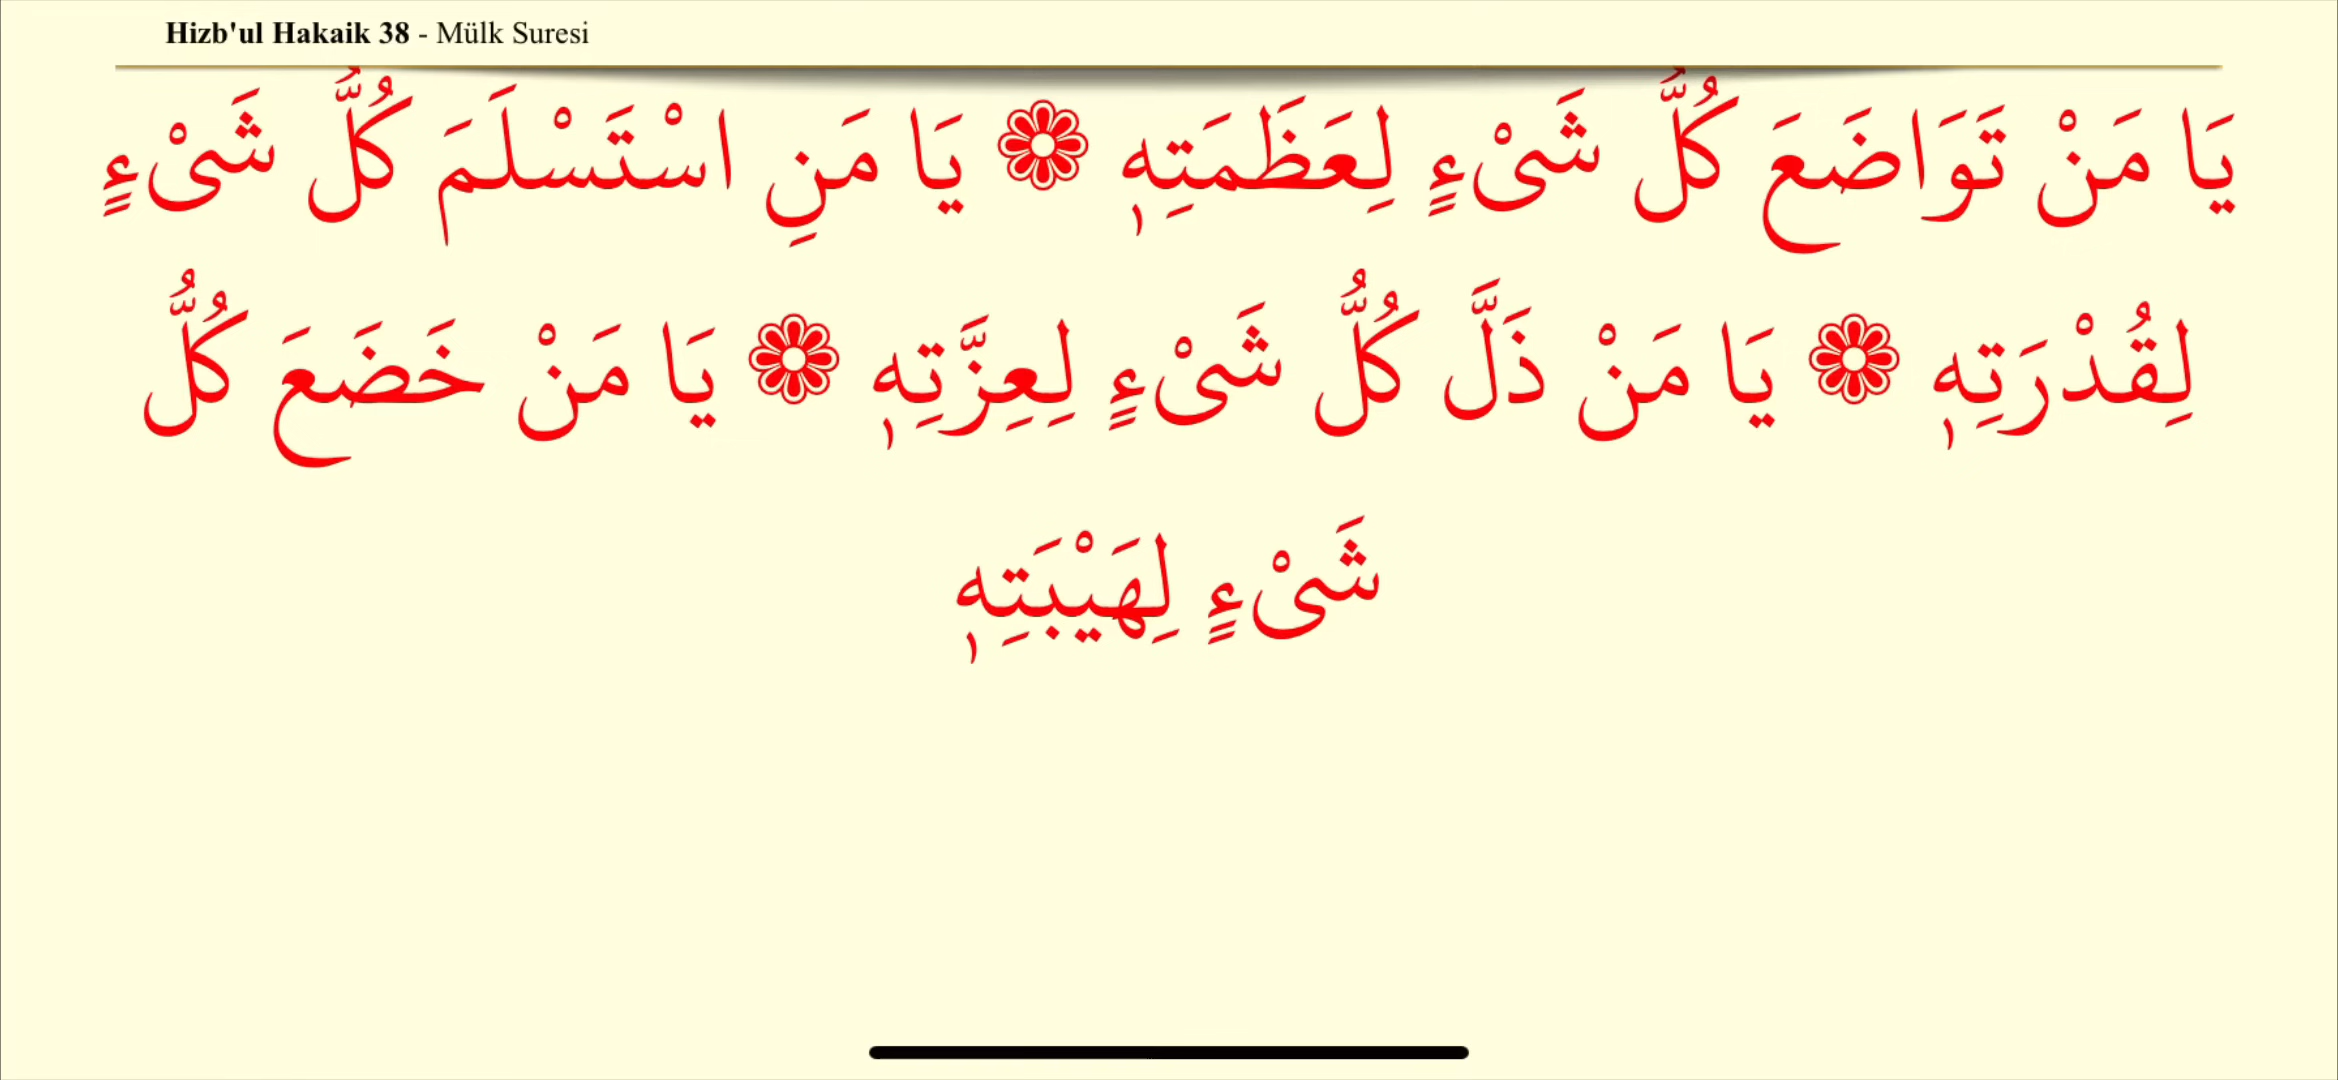 Hizb'ul Hakaik 38 - Mülk Suresi
يَا مَنْ تَوَاضَعَ كُلُّ شَىْءٍ لِعَظَمَتِهٖ ❁ يَا مَنِ اسْتَسْلَمَ كُلُّ شَىْءٍ
لِقُدْرَتِهٖ ❁ يَا مَنْ ذَلَّ كُلُّ شَىْءٍ لِعِزَّتِهٖ ❁ يَا مَنْ خَضَعَ كُلُّ
شَىْءٍ لِهَيْبَتِهٖ